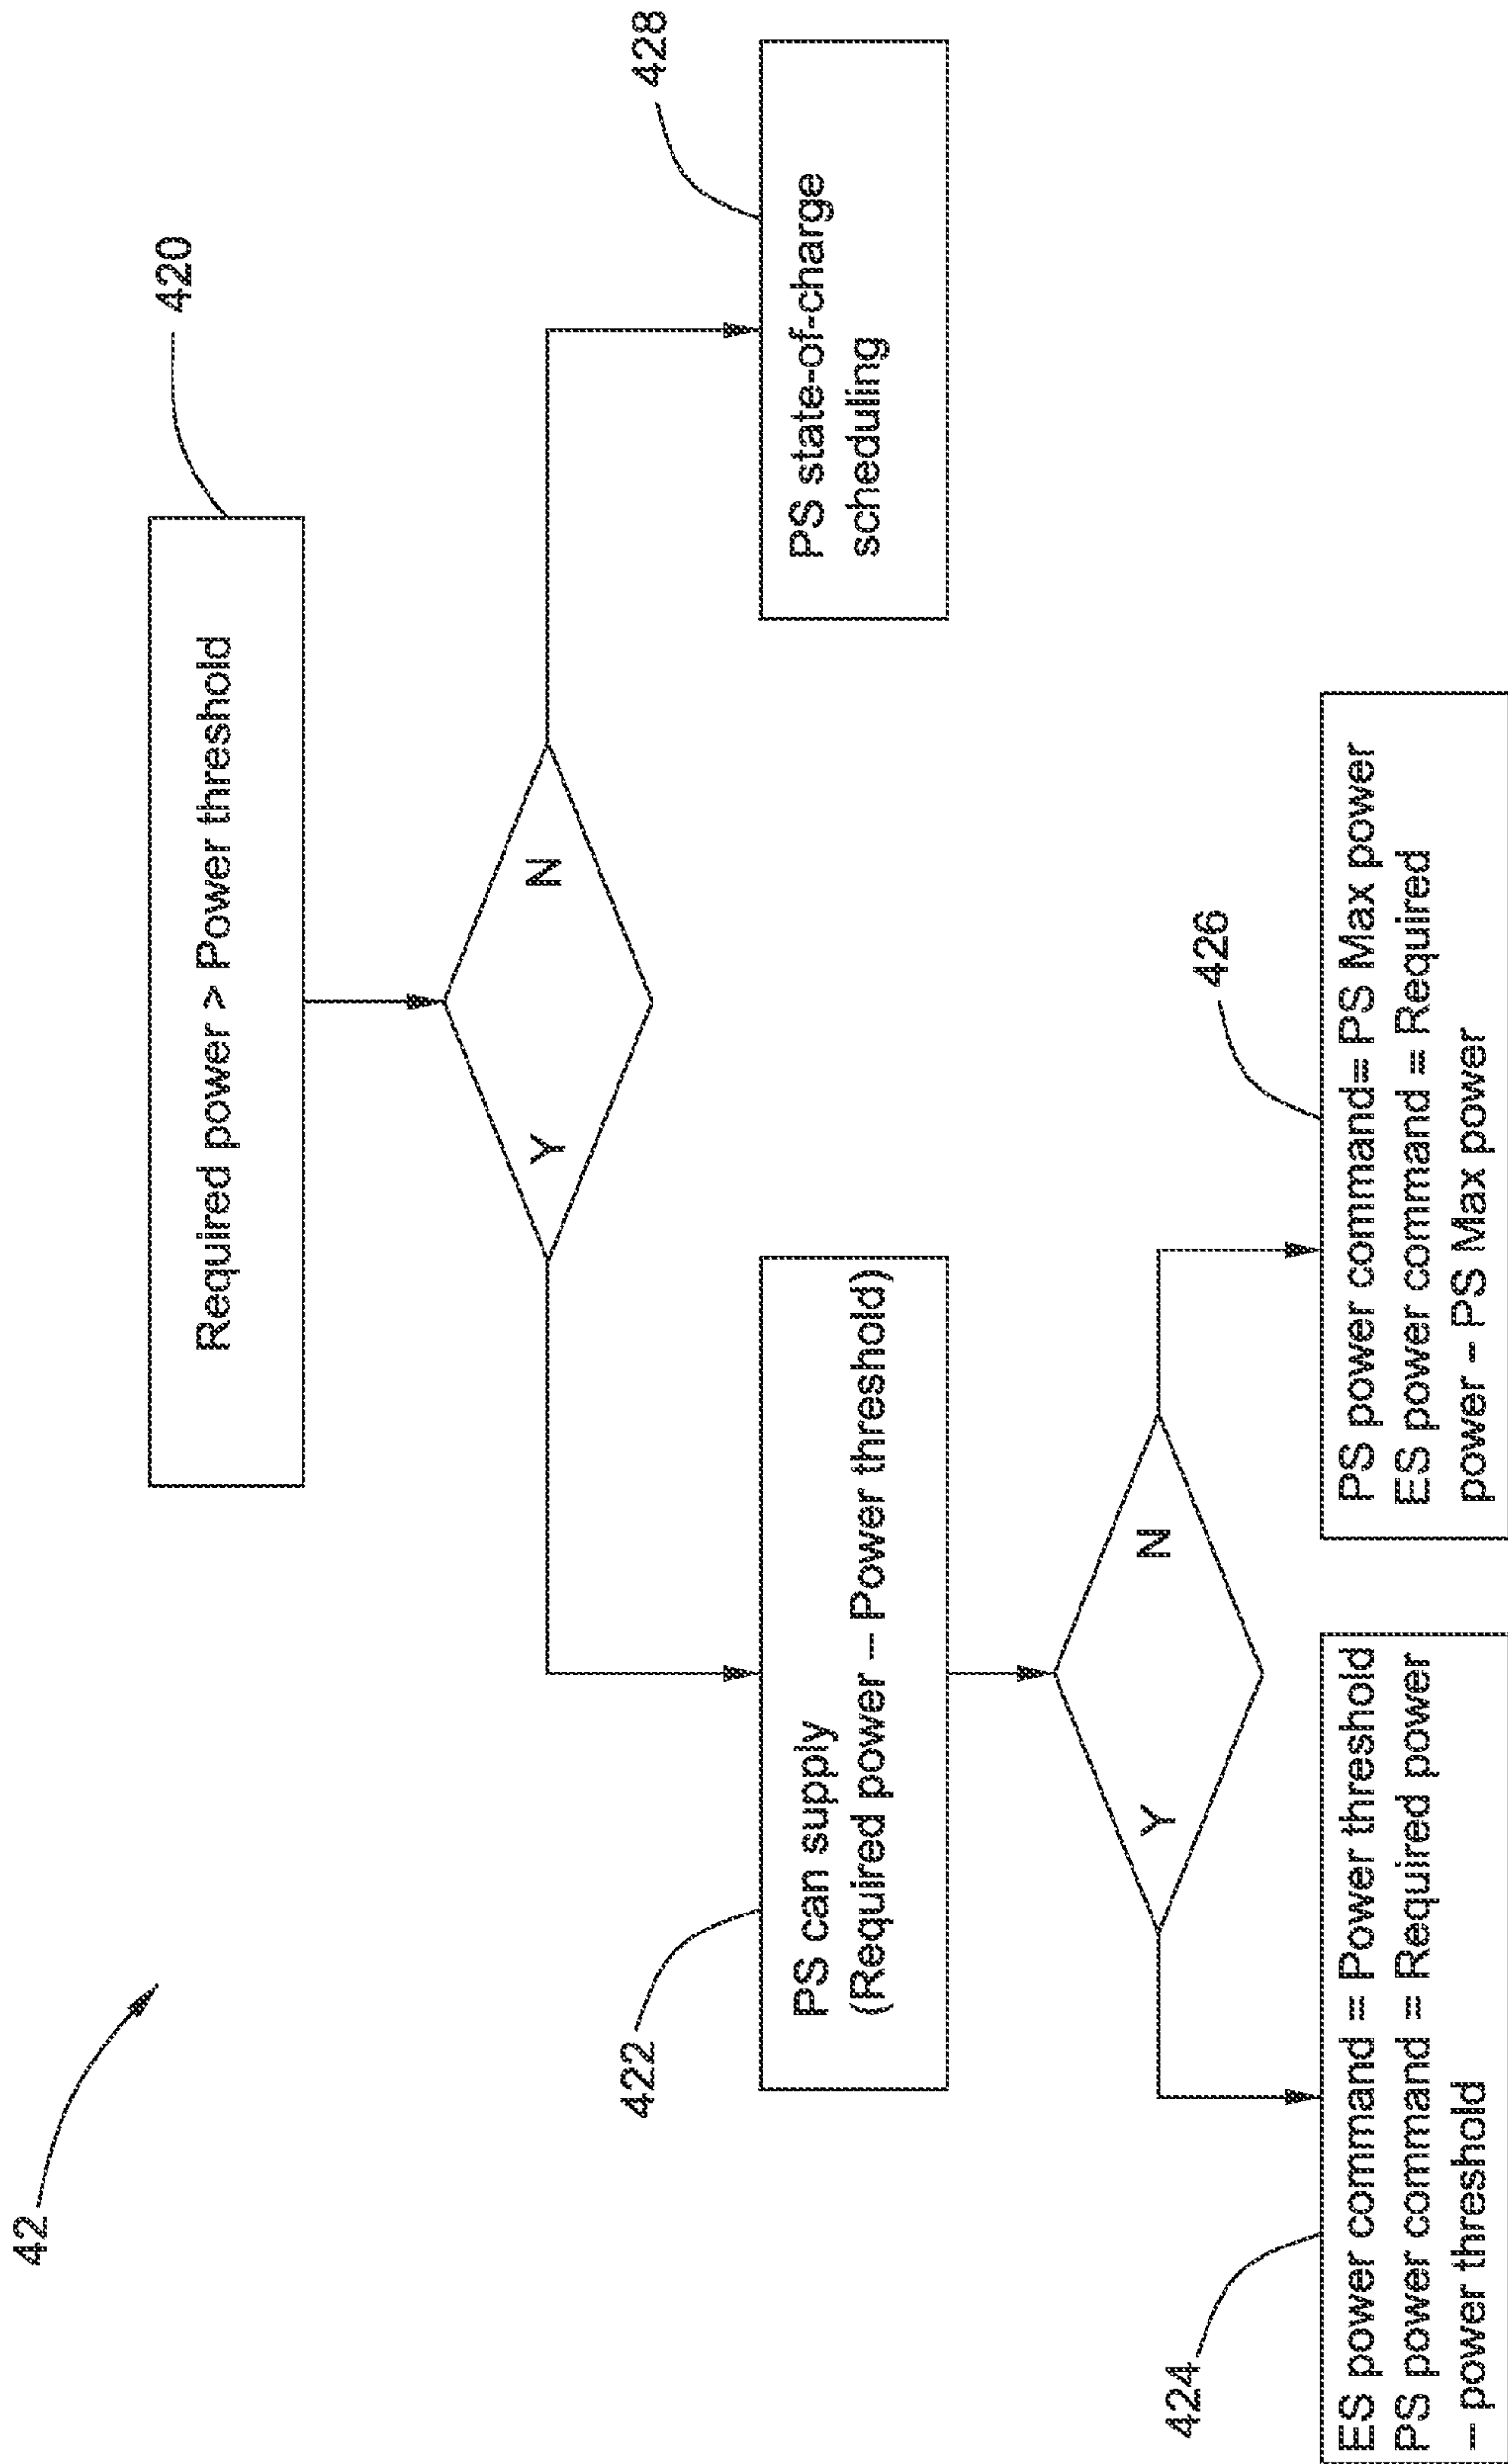 42
420
Required power > Power threshold
Y
N
422
PS can supply
(Required power – Power threshold)
428
PS state-of-charge
scheduling
Y
N
424
ES power command = Power threshold
PS power command = Required power
– power threshold
426
PS power command= PS Max power
ES power command = Required
power – PS Max power